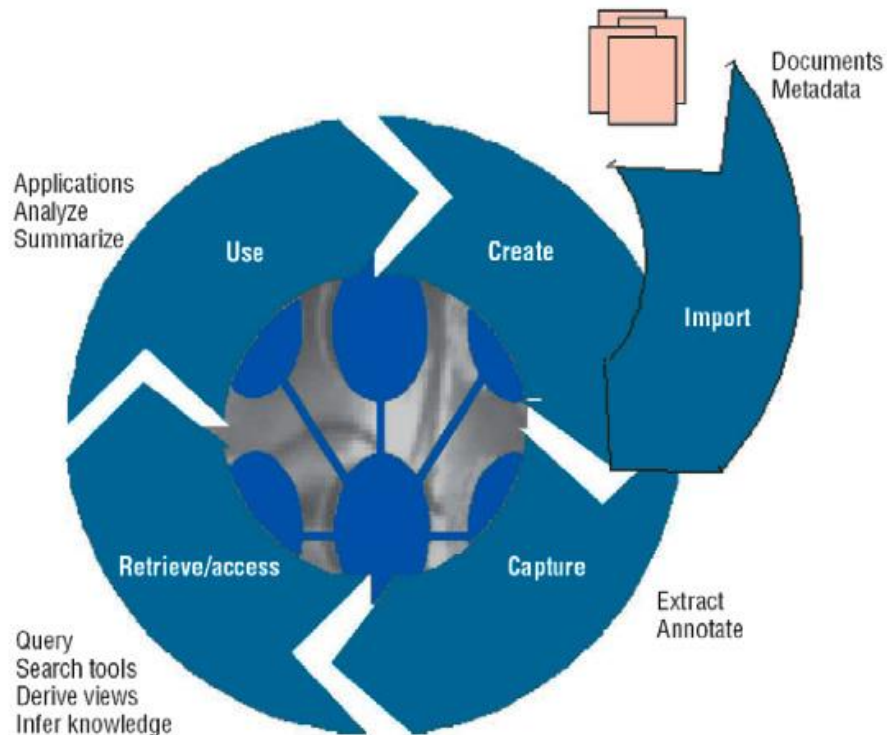 Documents
Metadata
Applications
Analyze
Summarize
Use
Create
Import
Retrieve/access
Capture
Extract
Annotate
Query
Search tools
Derive views
Infer knowledge